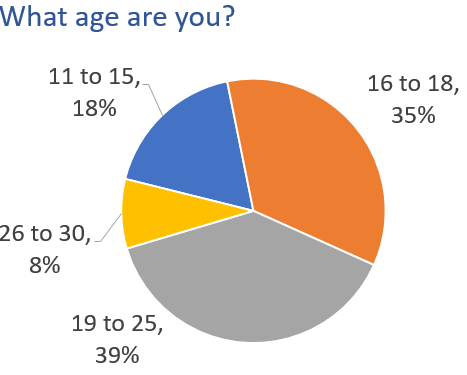 What age are you?
11 to 15,
18%
16 to 18,
35%
26 to 30,
8%
19 to 25,
39%